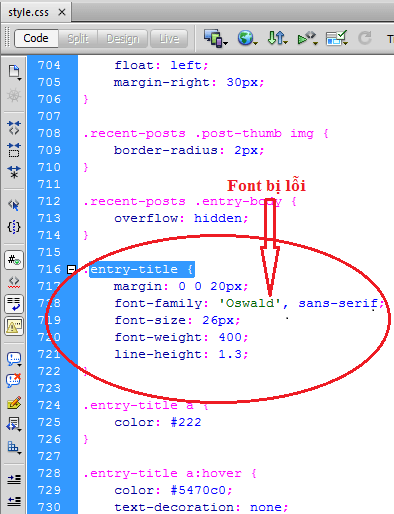 style.css ×
Code Split Design Live T
704 float: left;
705 margin-right: 30px;
706 }
707
708 .recent-posts .post-thumb img {
709 border-radius: 2px;
710 }
711
Font bị lỗi
712 .recent-posts .entry-body {
713 overflow: hidden;
714 }
715
716 .entry-title {
717 margin: 0 0 20px;
718 font-family: 'Oswald', sans-serif;
719 font-size: 26px;
720 font-weight: 400;
721 line-height: 1.3;
722 }
723
724 .entry-title a {
725 color: #222
726 }
727
728 .entry-title a:hover {
729 color: #5470c0;
730 text-decoration: none;